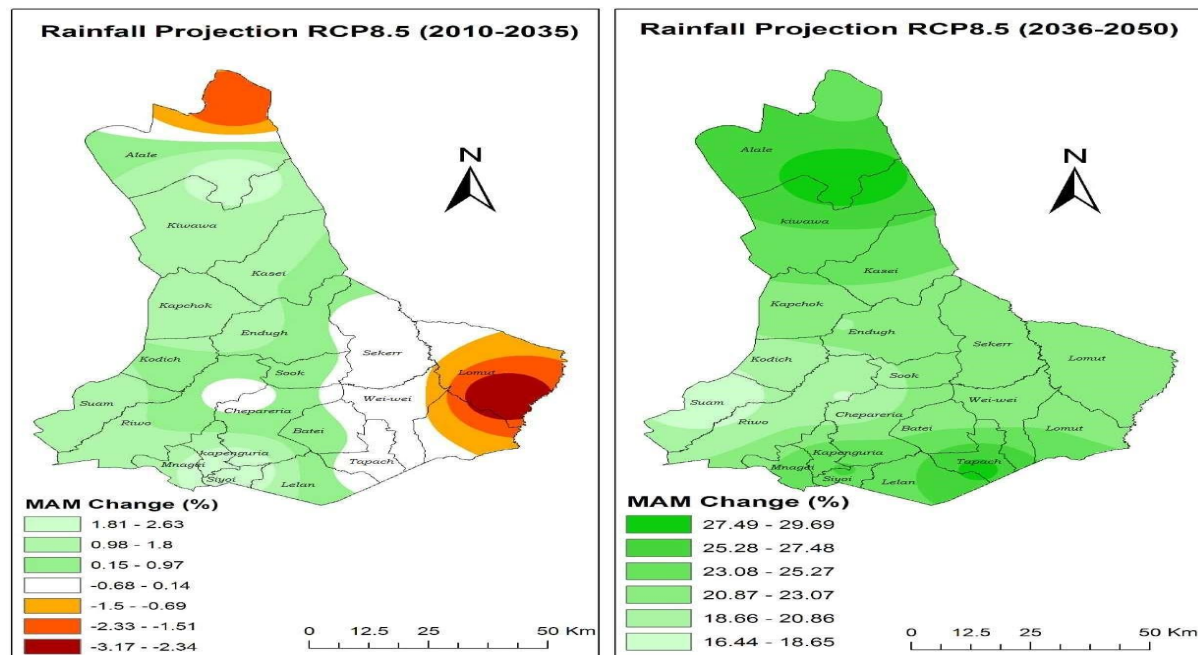 Rainfall Projection RCP8.5 (2010-2035)
N
Alale
Kiwawa
Kasei
Kapchok
Endugh
Kodich
Sekerr
Sook
Lomut
Suam
Chepareria
Wei-wei
Riwo
Batei
Kapenguria
Mnagei
Tapach
Siyoi
Lelan
MAM Change (%)
1.81 - 2.63
0.98 - 1.8
0.15 - 0.97
-0.68 - 0.14
-1.5 - -0.69
-2.33 - -1.51
-3.17 - -2.34
0 12.5 25 50 Km
Rainfall Projection RCP8.5 (2036-2050)
N
Alale
kiwawa
Kasei
Kapchok
Endugh
Sekerr
Lomut
Kodich
Sook
Suam
Wei-wei
Chepareria
Riwo
Batei
Lomut
Kapenguria
Mnagei
Tapach
Siyoi
Lelan
MAM Change (%)
27.49 - 29.69
25.28 - 27.48
23.08 - 25.27
20.87 - 23.07
18.66 - 20.86
16.44 - 18.65
0 12.5 25 50 Km